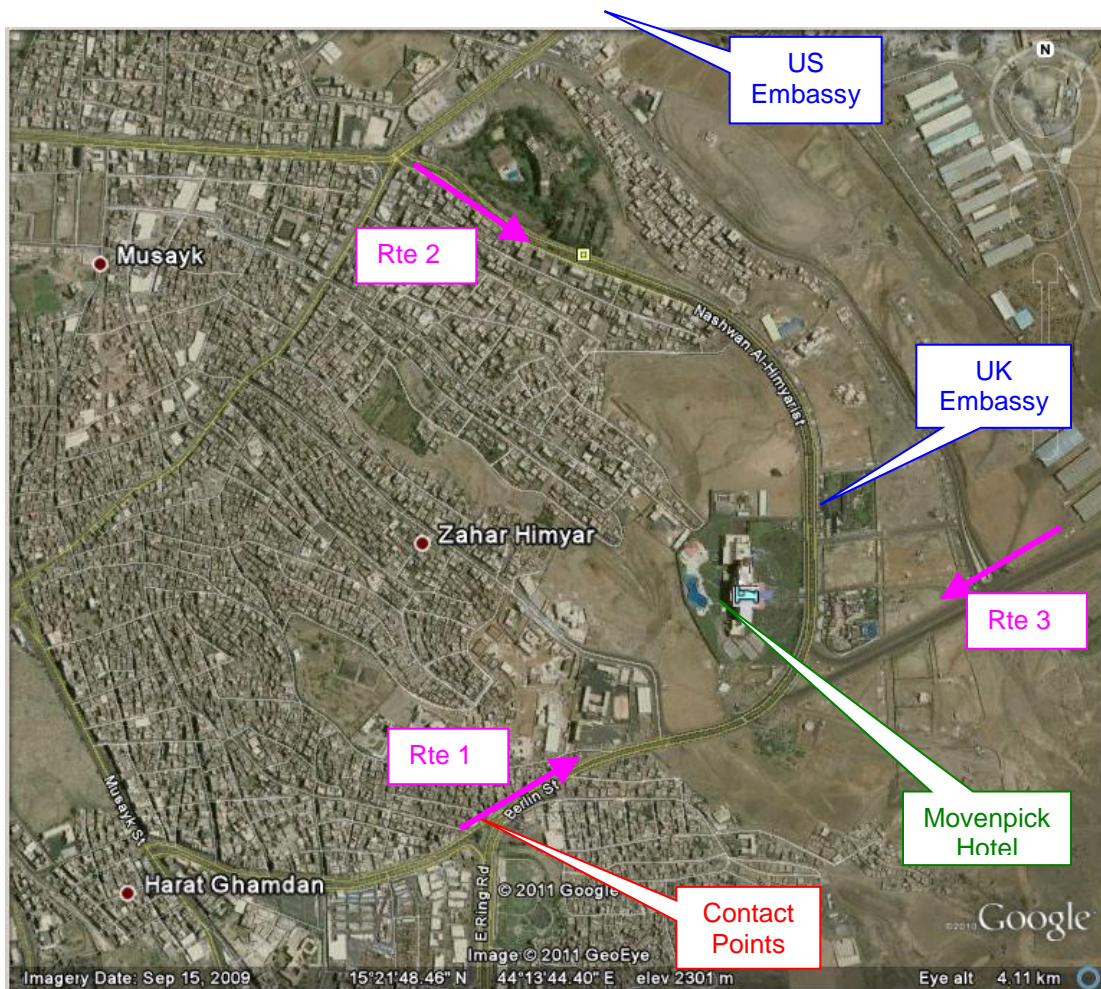 US
Embassy
N
Musayk
Rte 2
Nashwan Al-Himyarist
UK
Embassy
Zahar Himyar
Rte 3
Rte 1
Berlin St
Musayk St
Movenpick
Hotel
Harat Ghamdan
E Ring Rd
© 2011 Google
Contact
Points
©2010 Google
Image © 2011 GeoEye
Imagery Date: Sep 15, 2009 15°21'48.46" N 44°13'44.40" E elev 2301 m Eye alt 4.11 km